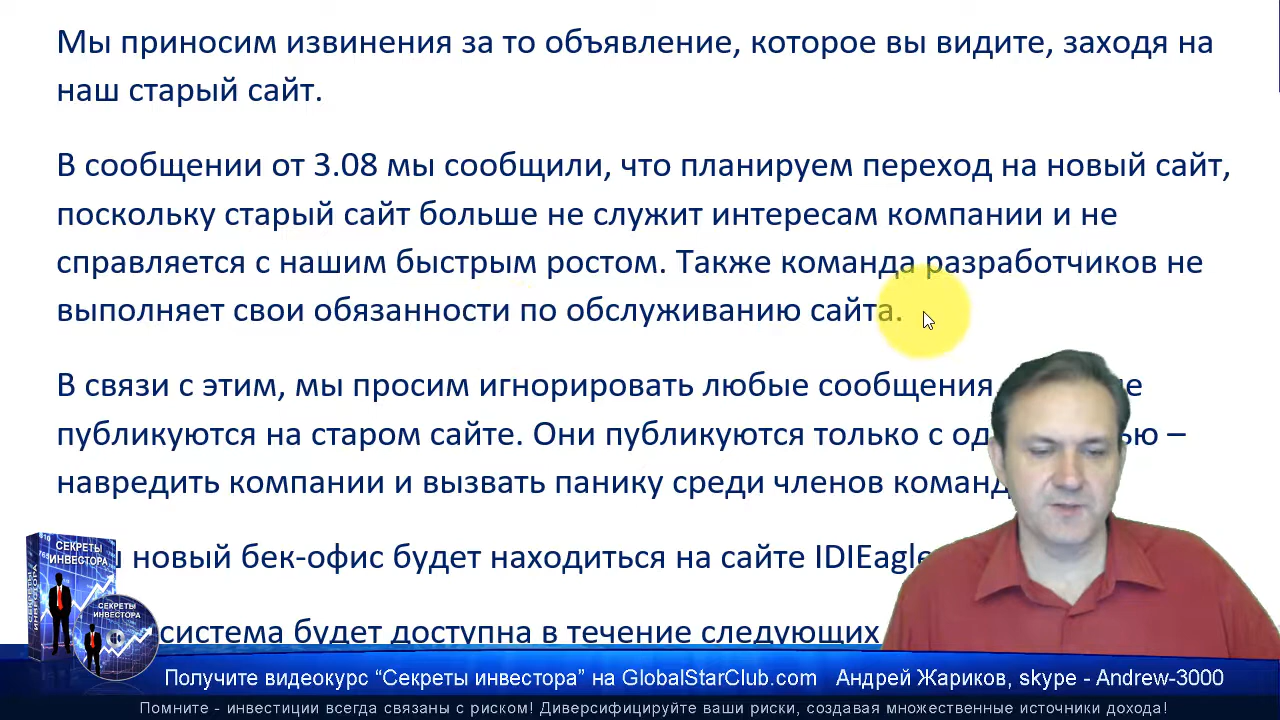 Мы приносим извинения за то объявление, которое вы видите, заходя на
наш старый сайт.
В сообщении от 3.08 мы сообщили, что планируем переход на новый сайт,
поскольку старый сайт больше не служит интересам компании и не
справляется с нашим быстрым ростом. Также команда разработчиков не
выполняет свои обязанности по обслуживанию сайта.
В связи с этим, мы просим игнорировать любые сообщения
публикуются на старом сайте. Они публикуются только с
навредить компании и вызвать панику среди членов команд
новый бек-офис будет находиться на сайте IDIEagle
система будет доступна в течение следующих
СЕКРЕТЫ
ИНВЕСТОРА
СЕКРЕТЫ
ИНВЕСТОРА
Получите видеокурс “Секреты инвестора” на GlobalStarClub.com Андрей Жариков, skype - Andrew-3000
Помните - инвестиции всегда связаны с риском! Диверсифицируйте ваши риски, создавая множественные источники дохода!